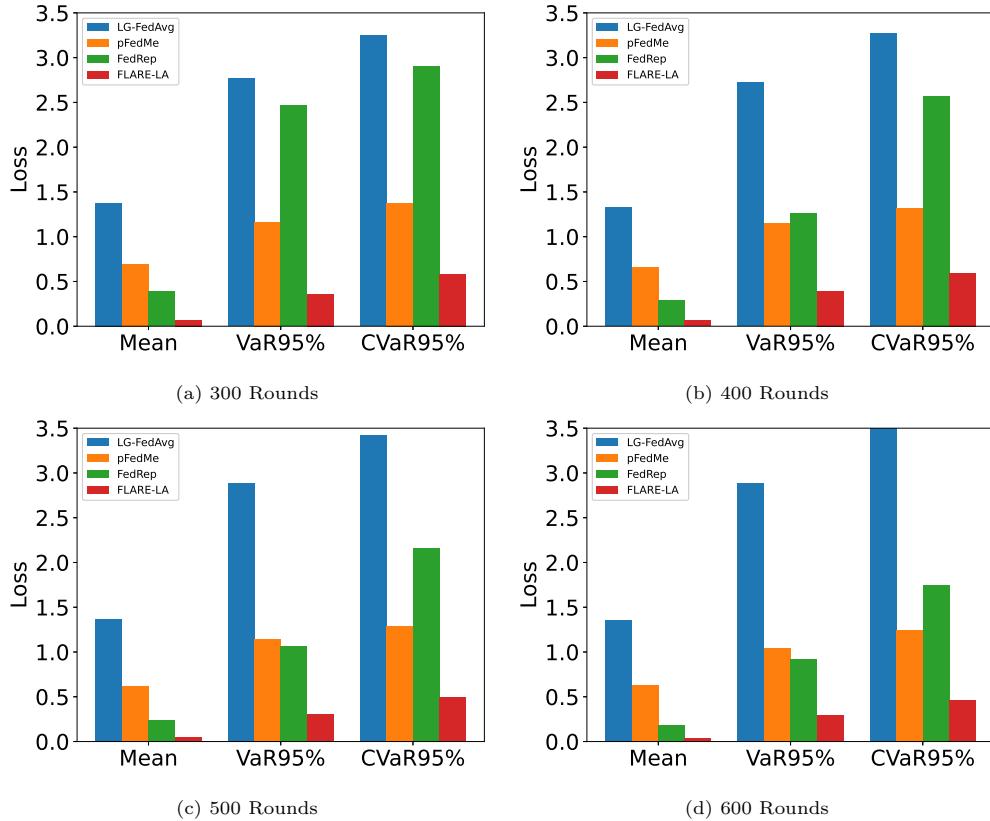 3.5
3.0
2.5
2.0
1.5
1.0
0.5
0.0
Loss
LG-FedAvg
pFedMe
FedRep
FLARE-LA
Mean VaR95% CVaR95%
(a) 300 Rounds
3.5
3.0
2.5
2.0
1.5
1.0
0.5
0.0
Loss
LG-FedAvg
pFedMe
FedRep
FLARE-LA
Mean VaR95% CVaR95%
(b) 400 Rounds
3.5
3.0
2.5
2.0
1.5
1.0
0.5
0.0
Loss
LG-FedAvg
pFedMe
FedRep
FLARE-LA
Mean VaR95% CVaR95%
(c) 500 Rounds
3.5
3.0
2.5
2.0
1.5
1.0
0.5
0.0
Loss
LG-FedAvg
pFedMe
FedRep
FLARE-LA
Mean VaR95% CVaR95%
(d) 600 Rounds